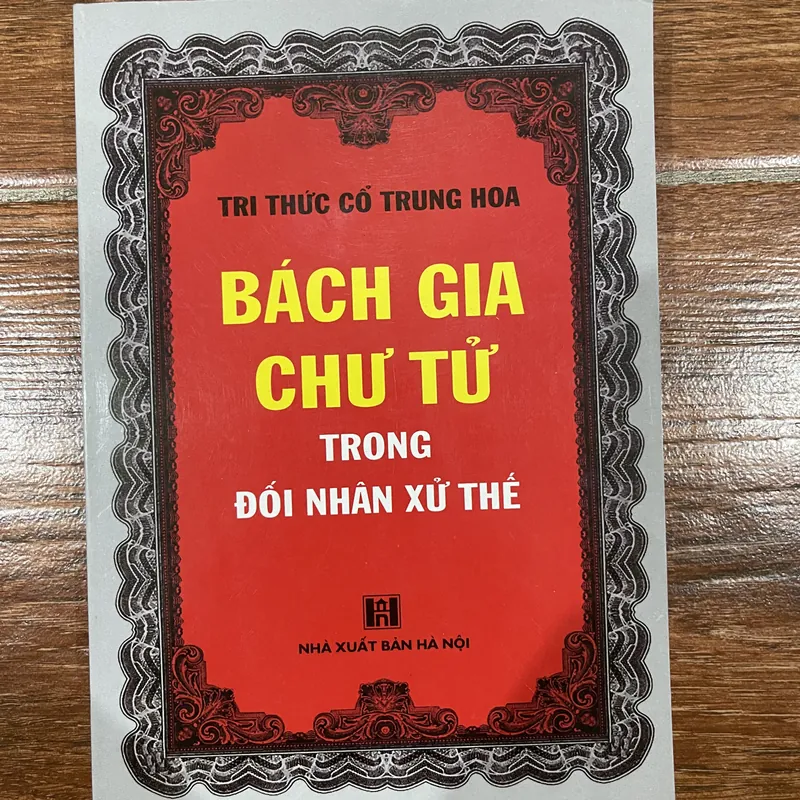 TRI THỨC CỔ TRUNG HOA
BÁCH GIA
CHƯ TỬ
TRONG
ĐỐI NHÂN XỬ THẾ
NHÀ XUẤT BẢN HÀ NỘI